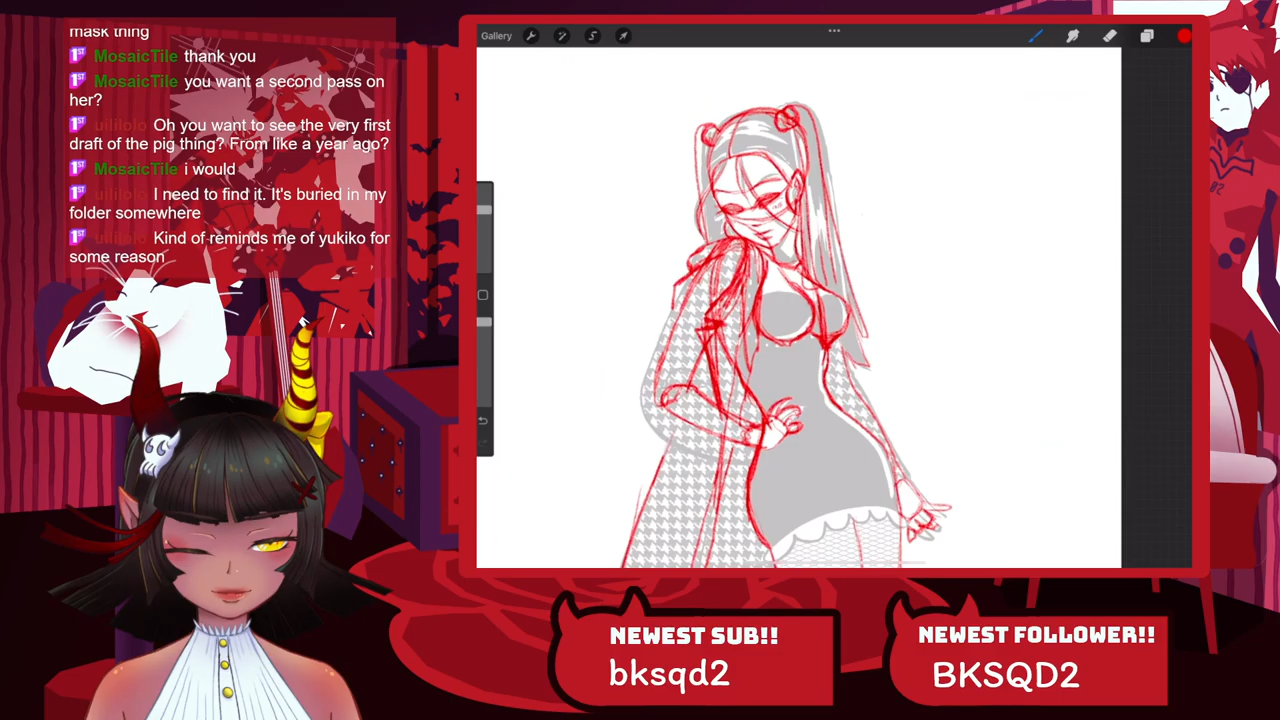 mask thing
MosaicTile thank you
MosaicTile you want a second pass on
her?
Oh you want to see the very first
draft of the pig thing? From like a year ago?
MosaicTile i would
I need to find it. It's buried in my
folder somewhere
Kind of reminds me of yukiko for
some reason
Gallery
NEWEST SUB!!
bksqd2
NEWEST FOLLOWER!!
BKSQD2